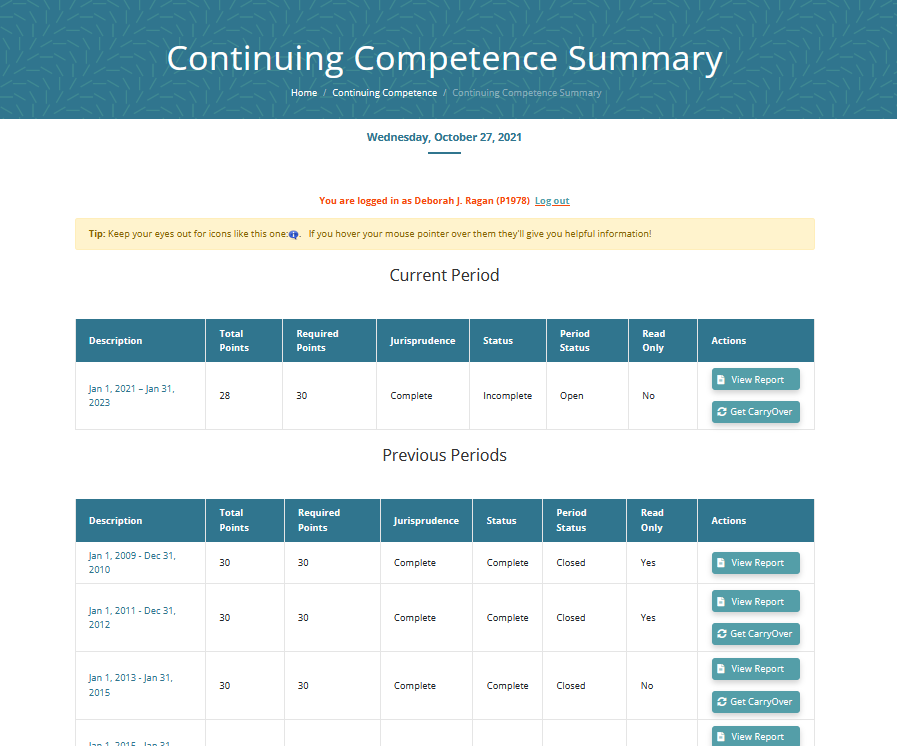 Continuing Competence Summary
Home / Continuing Competence / Continuing Competence Summary
Wednesday, October 27, 2021
You are logged in as Deborah J. Ragan (P1978) Log out
Tip: Keep your eyes out for icons like this one: . If you hover your mouse pointer over them they'll give you helpful information!
Current Period
Description Total Points Required Points Jurisprudence Status Period Status Read Only Actions
Jan 1, 2021 – Jan 31, 2023 28 30 Complete Incomplete Open No View Report
Get CarryOver
Previous Periods
Description Total Points Required Points Jurisprudence Status Period Status Read Only Actions
Jan 1, 2009 - Dec 31, 2010 30 30 Complete Complete Closed Yes View Report
Jan 1, 2011 - Dec 31, 2012 30 30 Complete Complete Closed Yes View Report
Get CarryOver
Jan 1, 2013 - Jan 31, 2015 30 30 Complete Complete Closed No View Report
Get CarryOver
Jan 1, 2015 - Jan 31, View Report